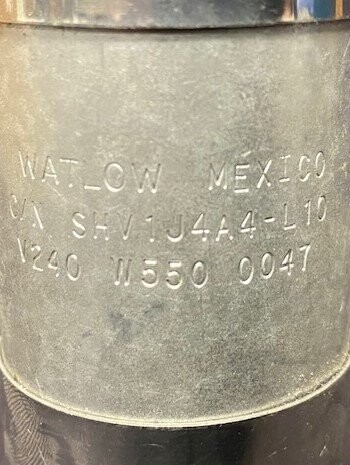 WATLOW MEXICO
C/N SHV1J4A4-L10
V240 W550 0047